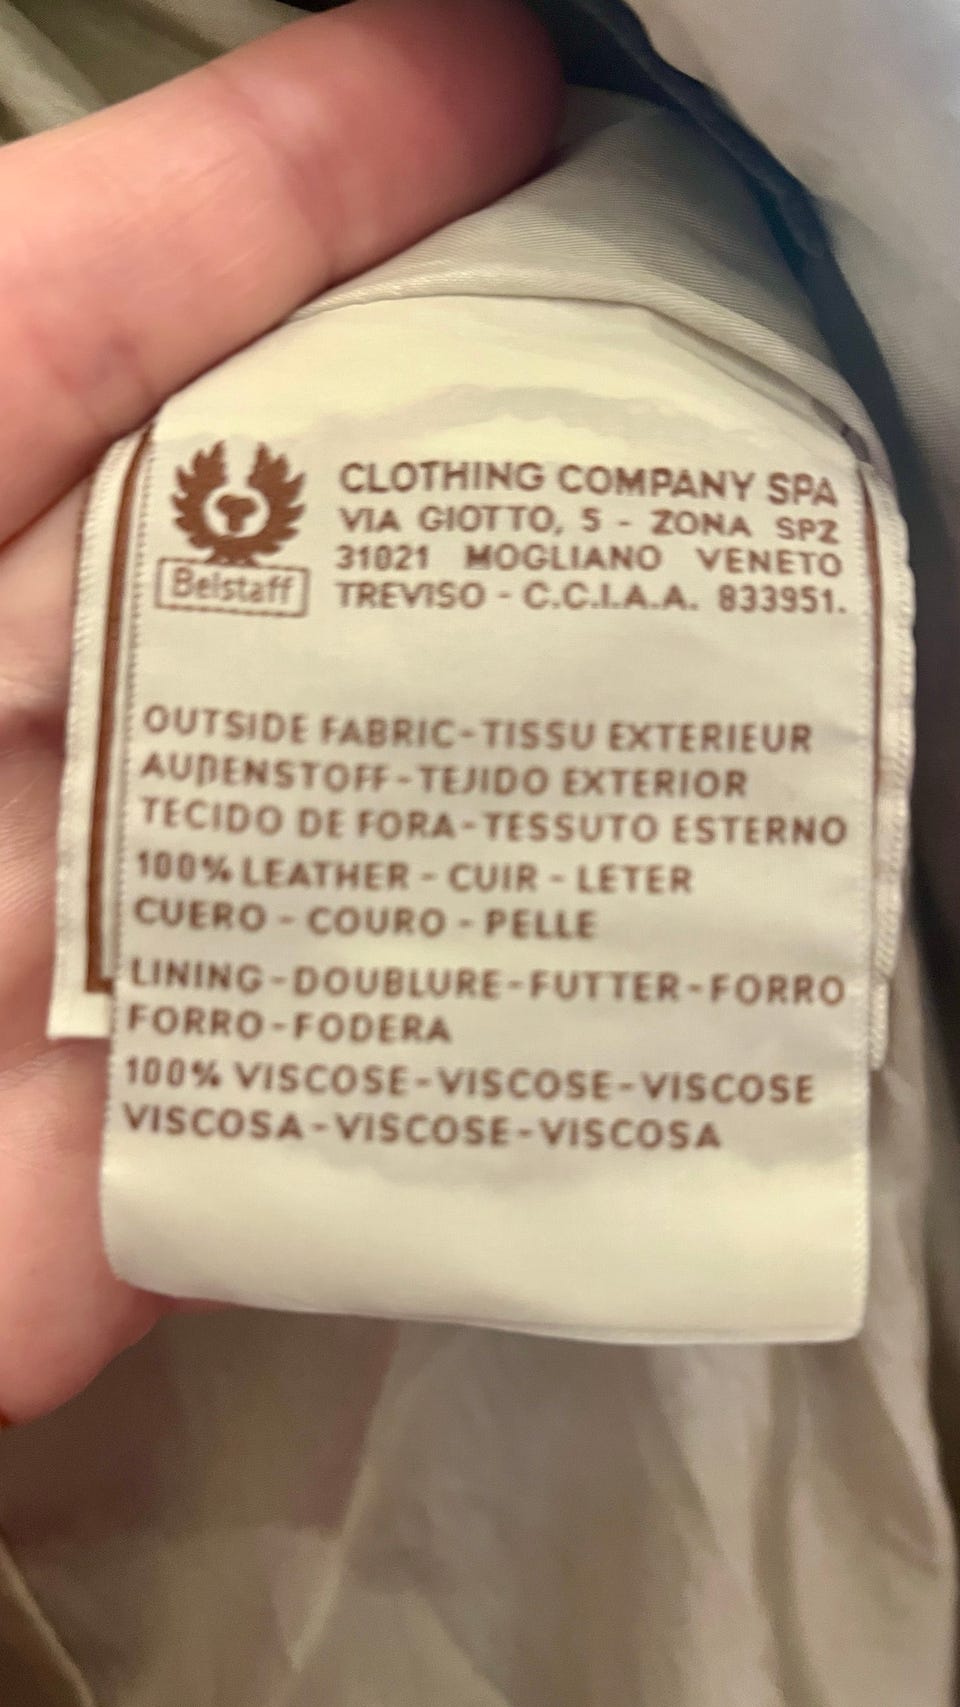 Belstaff
CLOTHING COMPANY SPA
VIA GIOTTO, 5 - ZONA SPZ
31021 MOGLIANO VENETO
TREVISO - C.C.I.A.A. 833951.
OUTSIDE FABRIC-TISSU EXTERIEUR
AUßENSTOFF-TEJIDO EXTERIOR
TECIDO DE FORA-TESSUTO ESTERNO
100% LEATHER - CUIR - LETER
CUERO - COURO - PELLE
LINING-DOUBLURE-FUTTER-FORRO
FORRO-FODERA
100% VISCOSE-VISCOSE-VISCOSE
VISCOSA-VISCOSE-VISCOSA